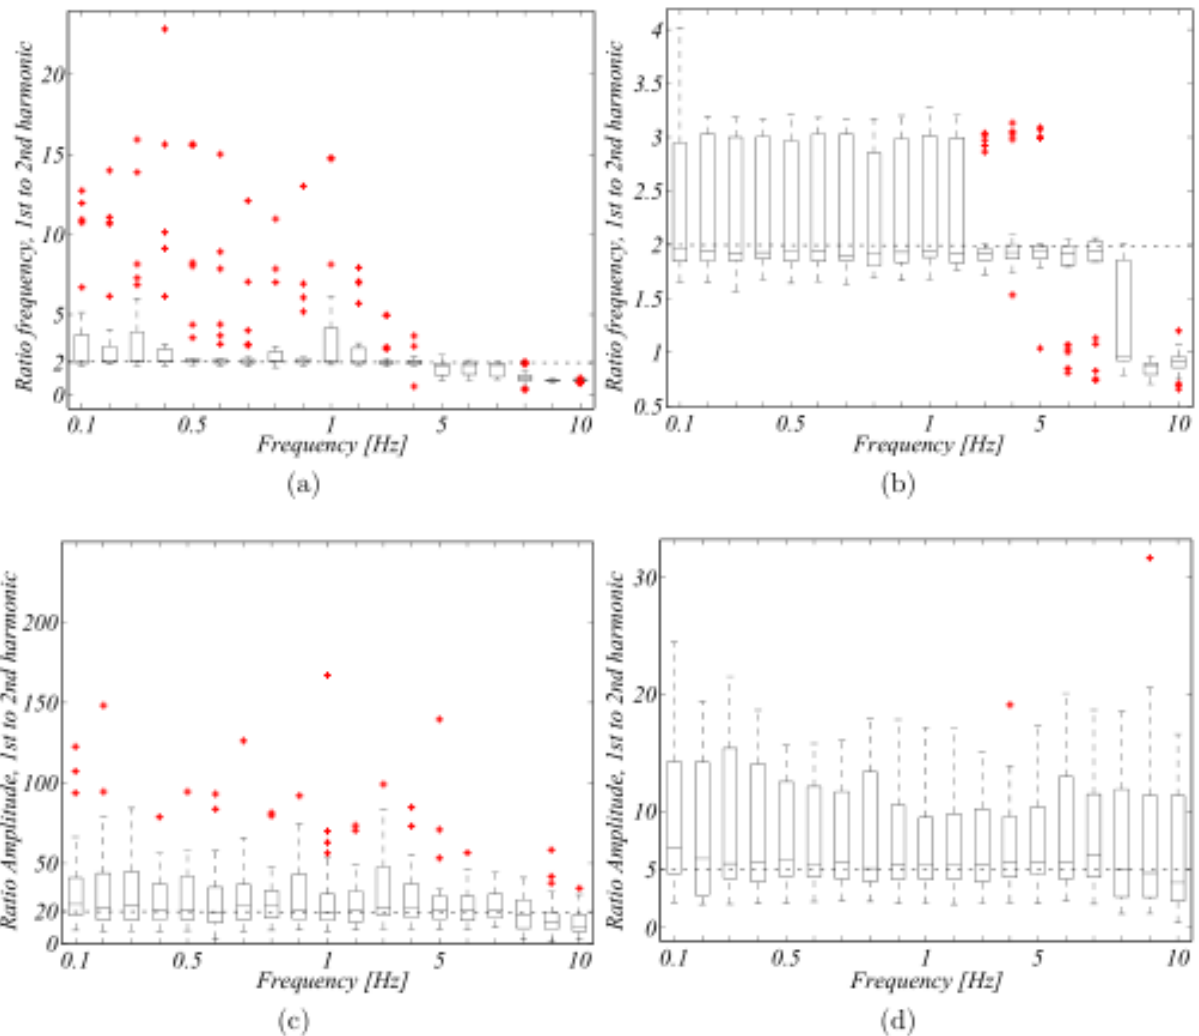 Ratio frequency, 1st to 2nd harmonic
20
15
10
5
2
0
0.1 0.5 1 5 10
Frequency [Hz]
(a)
Ratio frequency, 1st to 2nd harmonic
4
3.5
3
2.5
2
1.5
1
0.5
0.1 0.5 1 5 10
Frequency [Hz]
(b)
Ratio Amplitude, 1st to 2nd harmonic
200
150
100
50
20
0
0.1 0.5 1 5 10
Frequency [Hz]
(c)
Ratio Amplitude, 1st to 2nd harmonic
30
20
10
5
0
0.1 0.5 1 5 10
Frequency [Hz]
(d)